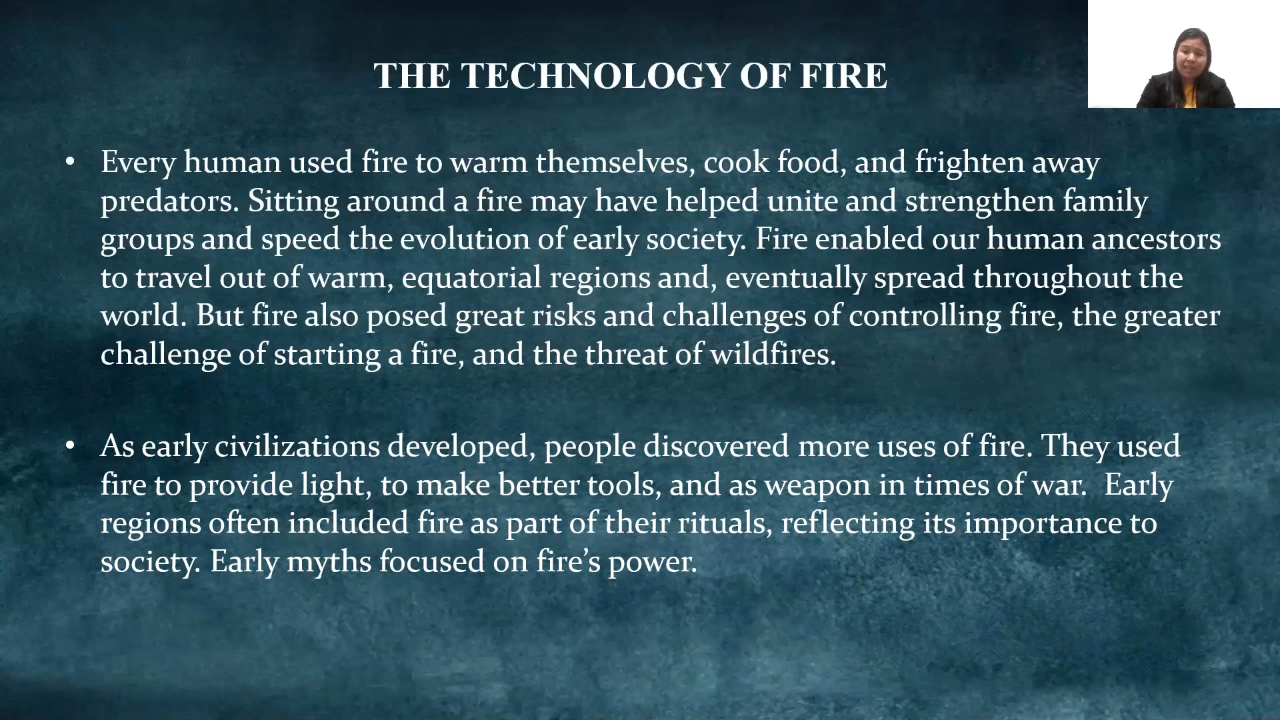 THE TECHNOLOGY OF FIRE
• Every human used fire to warm themselves, cook food, and frighten away
predators. Sitting around a fire may have helped unite and strengthen family
groups and speed the evolution of early society. Fire enabled our human ancestors
to travel out of warm, equatorial regions and, eventually spread throughout the
world. But fire also posed great risks and challenges of controlling fire, the greater
challenge of starting a fire, and the threat of wildfires.
• As early civilizations developed, people discovered more uses of fire. They used
fire to provide light, to make better tools, and as weapon in times of war.  Early
regions often included fire as part of their rituals, reflecting its importance to
society. Early myths focused on fire’s power.